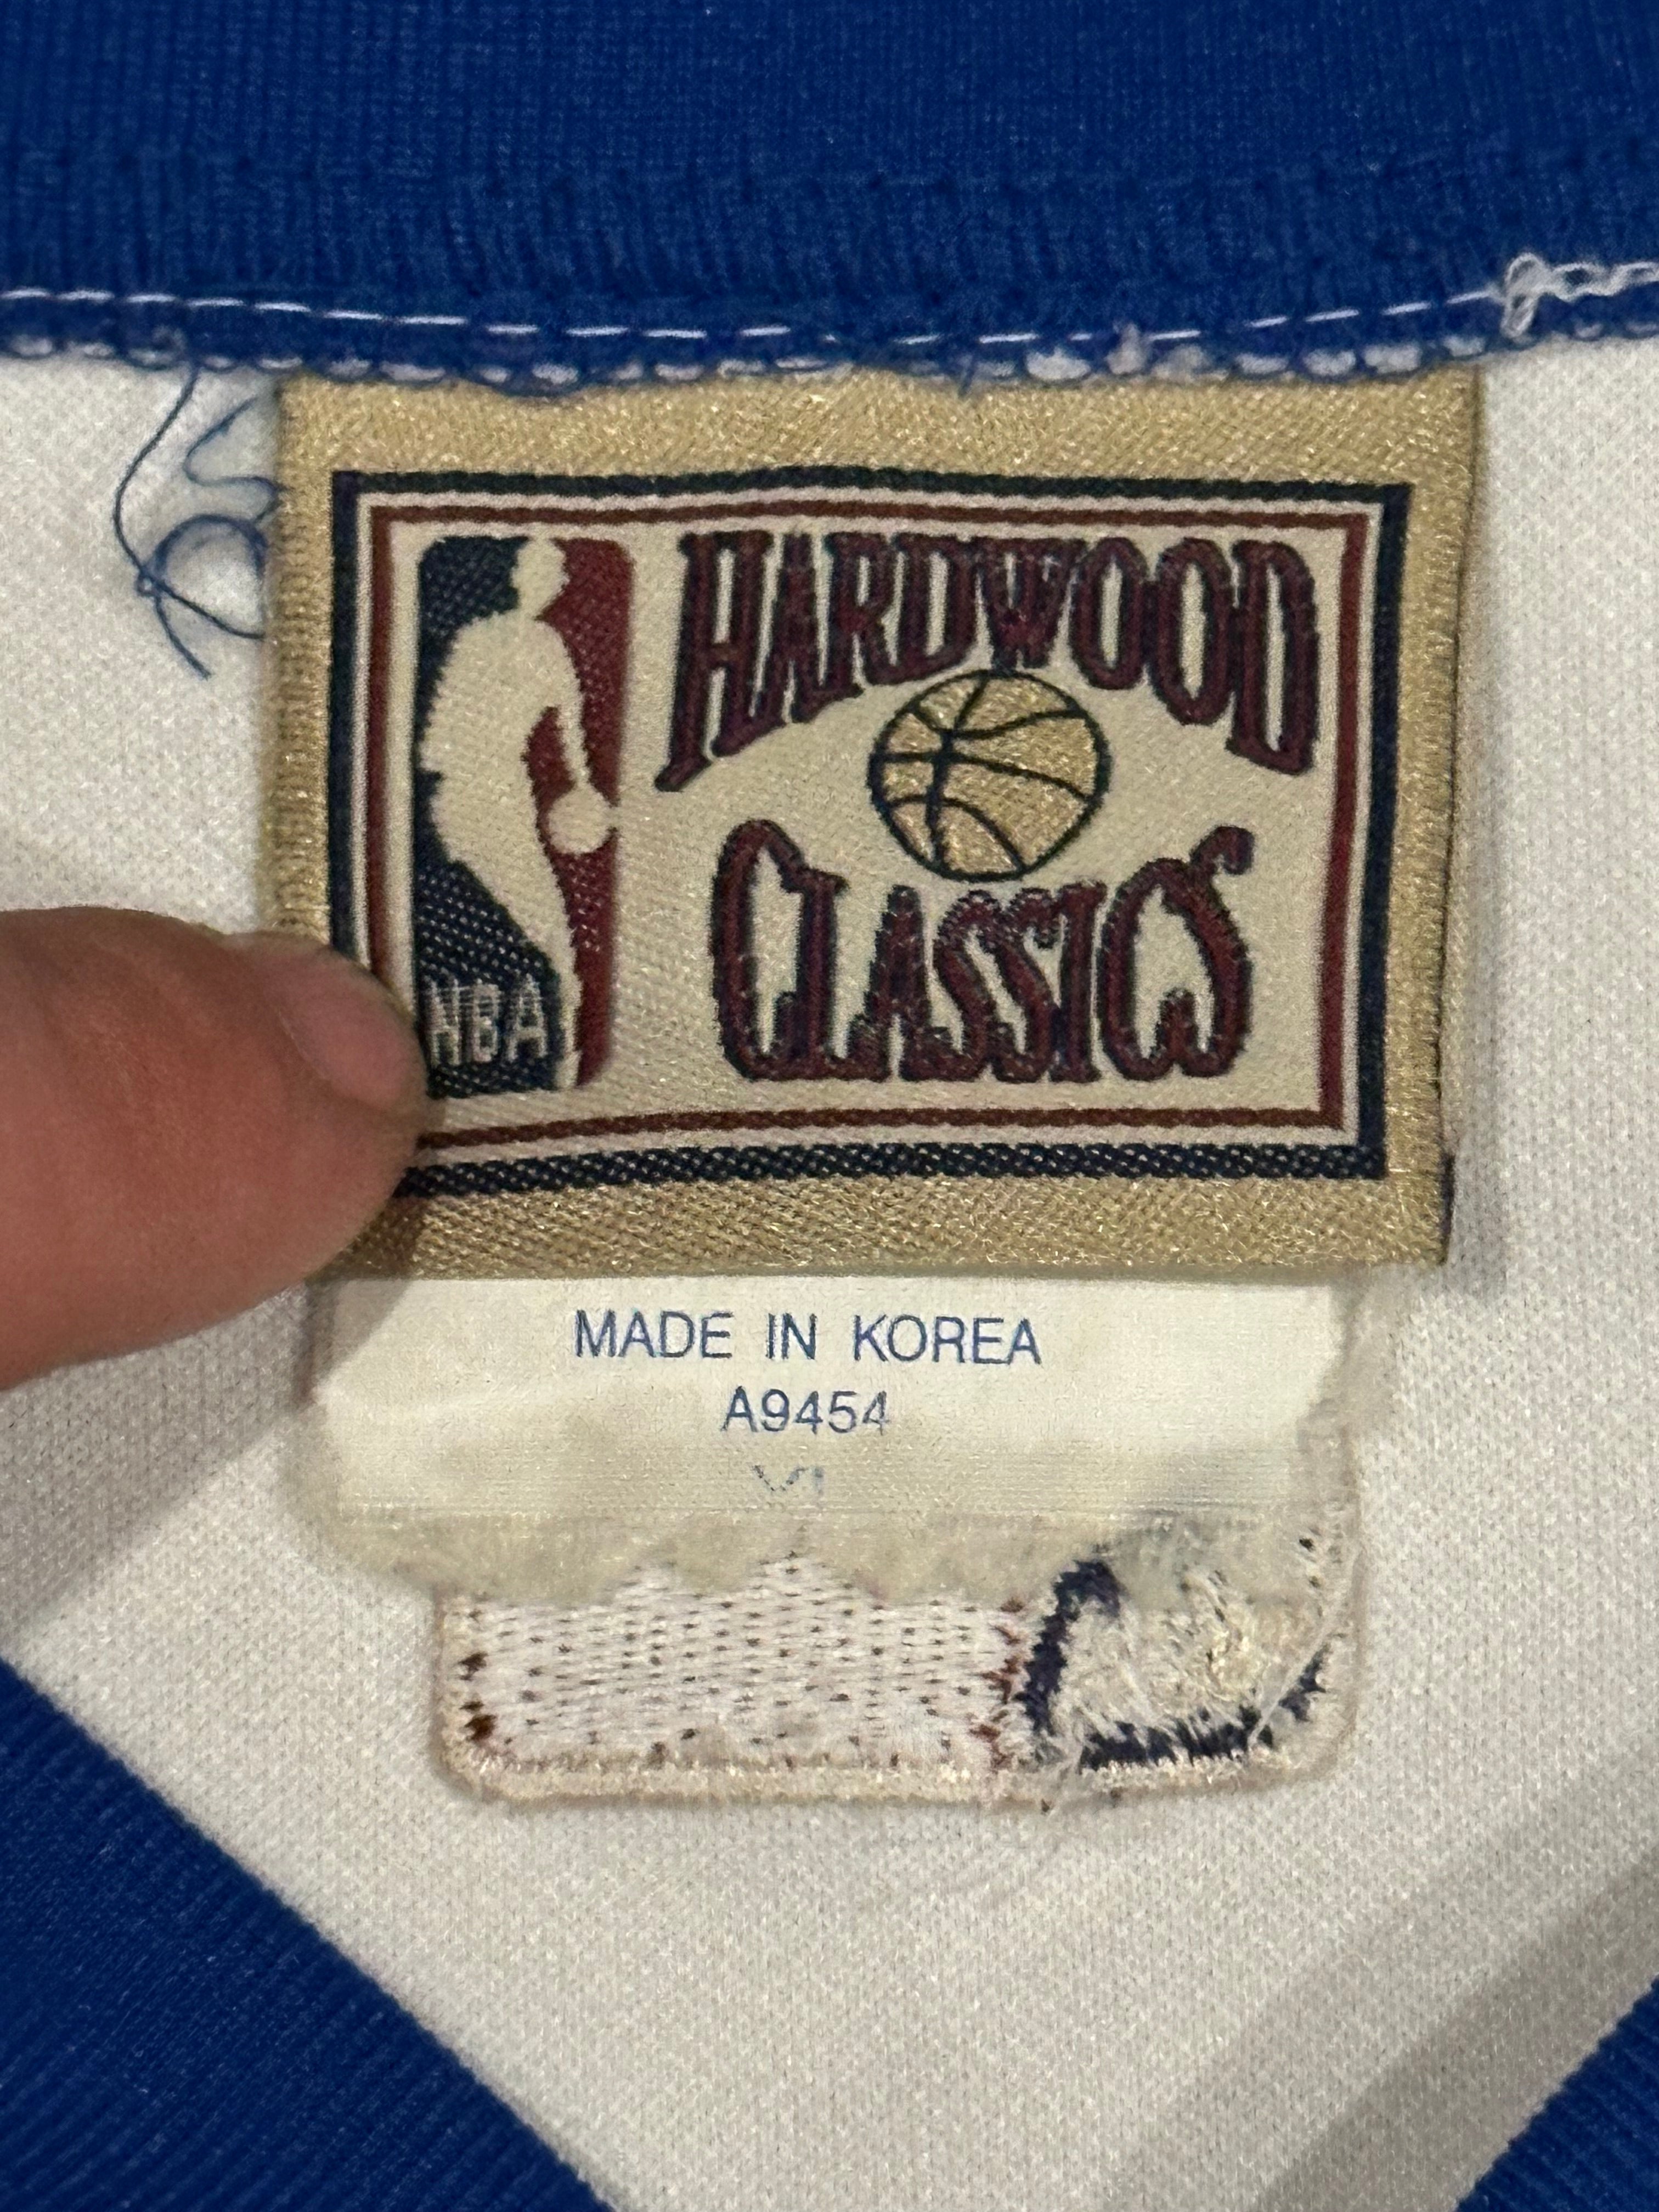 HARDWOOD
CLASSICS
NBA
MADE IN KOREA
A9454